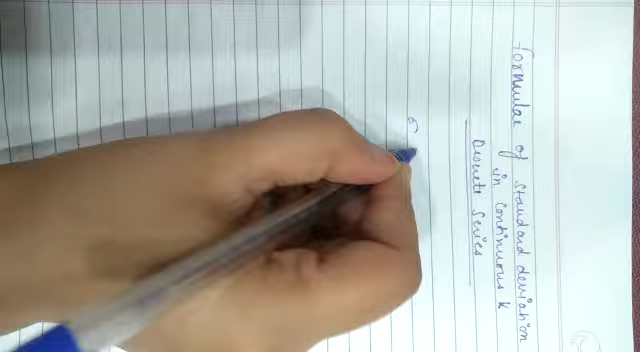 formulae of standard deviation
in continuous &
Discrete Series
σ